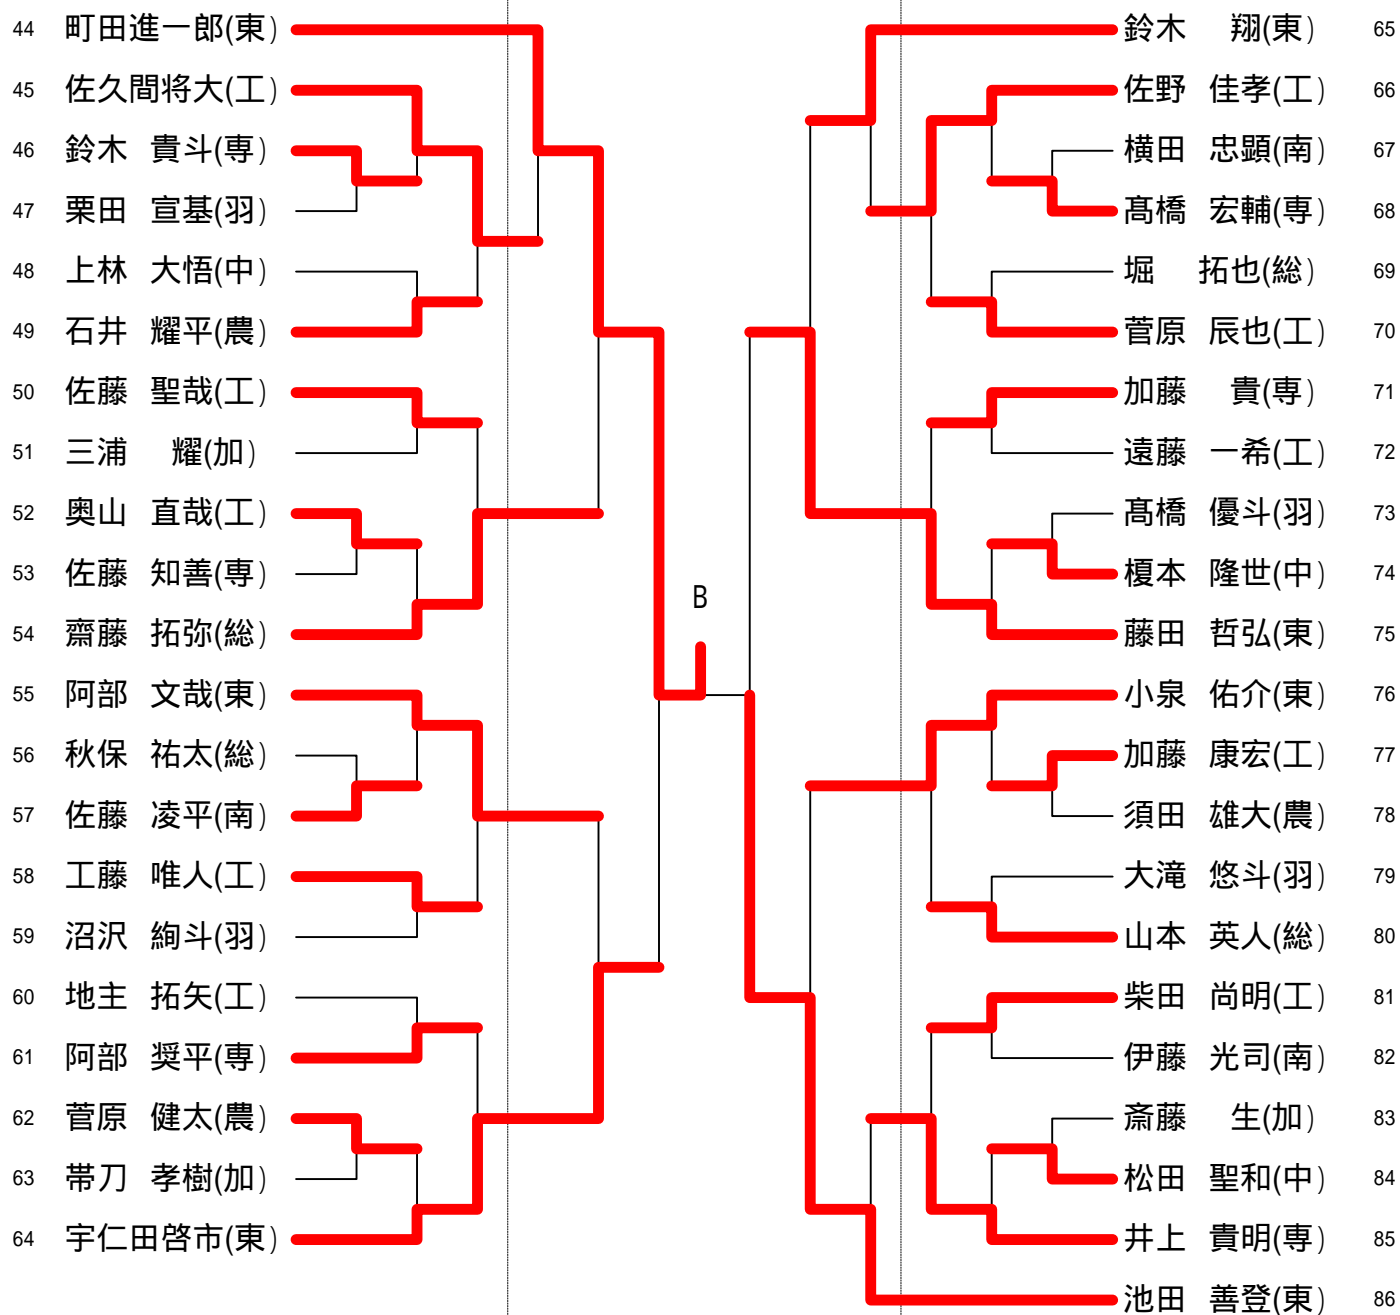 44 町田進一郎(東)
45 佐久間将大(工)
46 鈴木 貴斗(専)
47 栗田 宣基(羽)
48 上林 大悟(中)
49 石井 耀平(農)
50 佐藤 聖哉(工)
51 三浦 耀(加)
52 奥山 直哉(工)
53 佐藤 知善(専)
54 齋藤 拓弥(総)
55 阿部 文哉(東)
56 秋保 祐太(総)
57 佐藤 凌平(南)
58 工藤 唯人(工)
59 沼沢 絢斗(羽)
60 地主 拓矢(工)
61 阿部 奨平(専)
62 菅原 健太(農)
63 帯刀 孝樹(加)
64 宇仁田啓市(東)
B
鈴木 翔(東) 65
佐野 佳孝(工) 66
横田 忠顕(南) 67
髙橋 宏輔(専) 68
堀 拓也(総) 69
菅原 辰也(工) 70
加藤 貴(専) 71
遠藤 一希(工) 72
髙橋 優斗(羽) 73
榎本 隆世(中) 74
藤田 哲弘(東) 75
小泉 佑介(東) 76
加藤 康宏(工) 77
須田 雄大(農) 78
大滝 悠斗(羽) 79
山本 英人(総) 80
柴田 尚明(工) 81
伊藤 光司(南) 82
斎藤 生(加) 83
松田 聖和(中) 84
井上 貴明(専) 85
池田 善登(東) 86